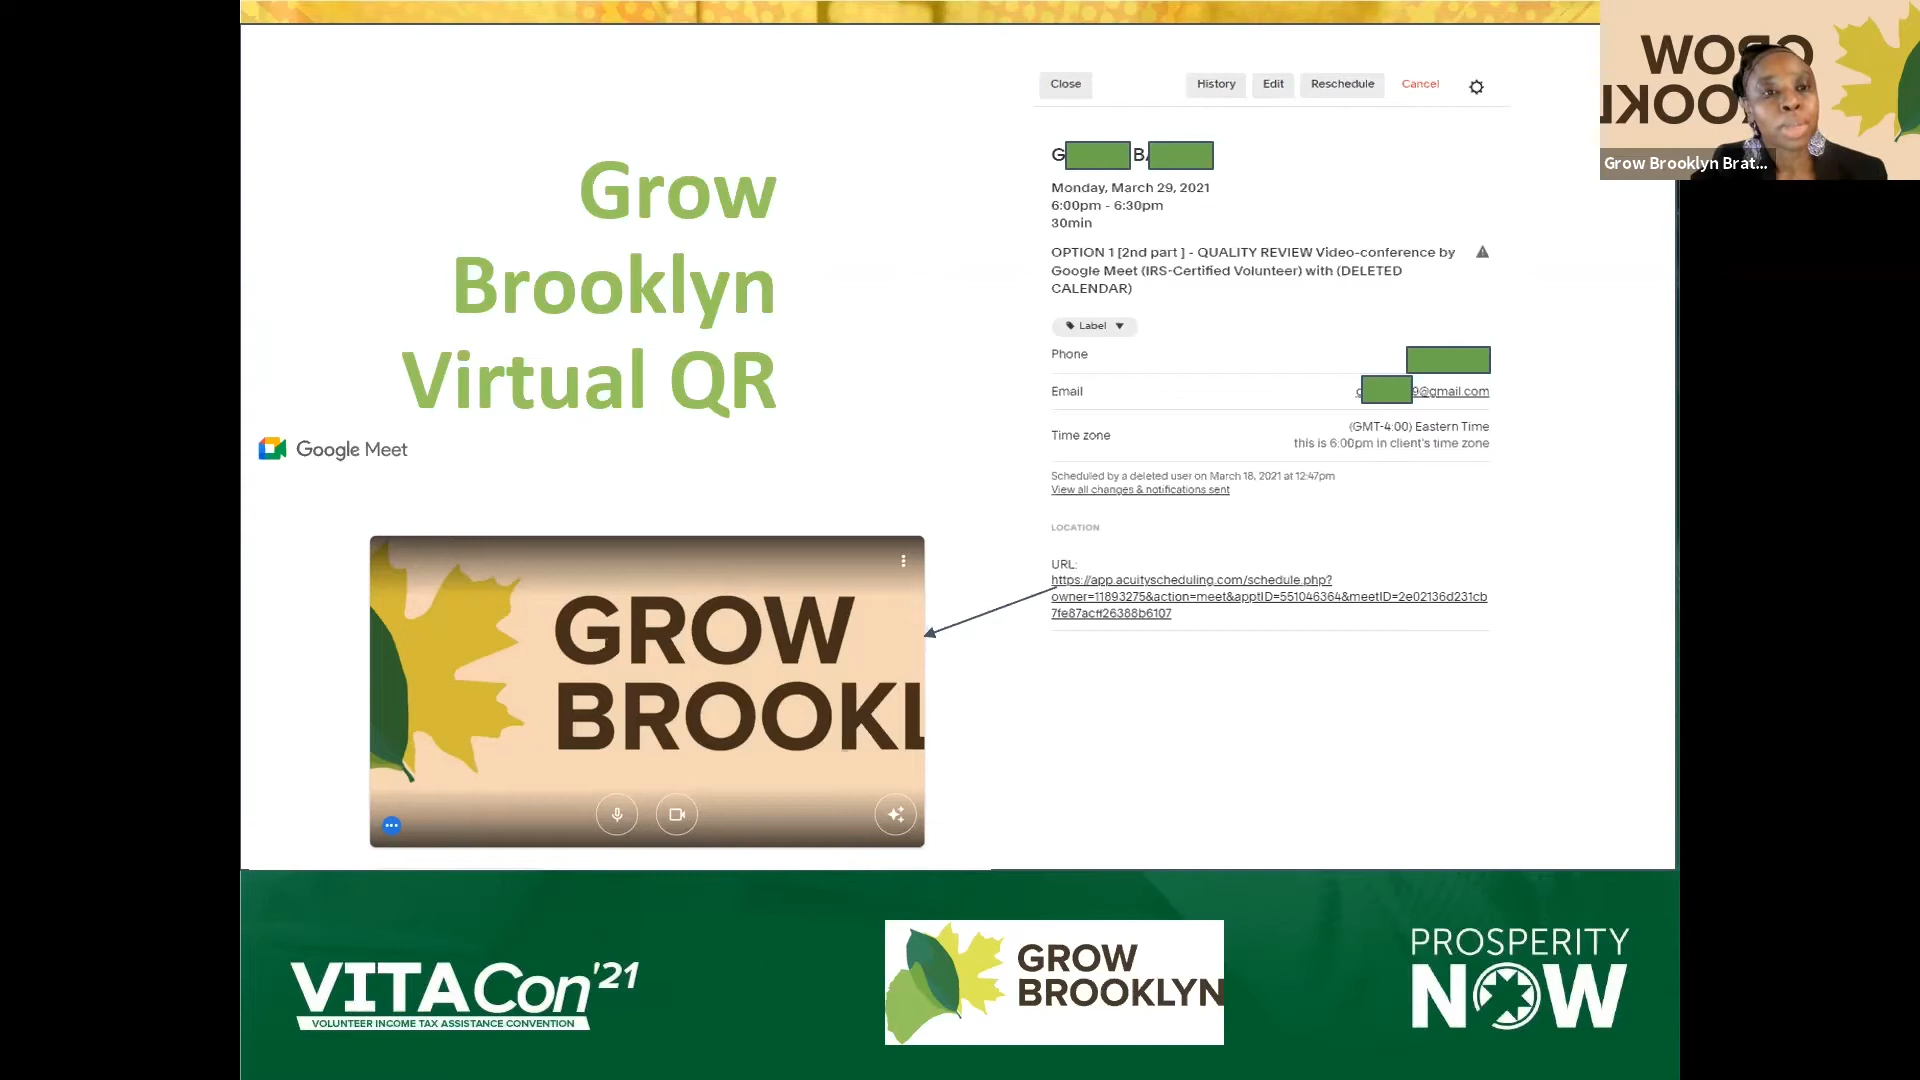 Grow
Brooklyn
Virtual QR
Google Meet
GROW
BROOKL
Close
History
Edit
Reschedule
Cancel
G B
Monday, March 29, 2021
6:00pm - 6:30pm
30min
OPTION 1 [2nd part ] - QUALITY REVIEW Video-conference by
Google Meet (IRS-Certified Volunteer) with (DELETED
CALENDAR)
Label
Phone
Email
9@gmail.com
Time zone
(GMT-4:00) Eastern Time
this is 6:00pm in client's time zone
Scheduled by a deleted user on March 18, 2021 at 12:47pm
View all changes & notifications sent
LOCATION
URL:
https://app.acuityscheduling.com/schedule.php?
owner=11893275&action=meet&apptID=551046364&meetID=2e02136d231cb
7fe87acff26388b6107
GROW
BROOKL
Grow Brooklyn Brat...
VITACon'21
VOLUNTEER INCOME TAX ASSISTANCE CONVENTION
GROW
BROOKLYN
PROSPERITY
NOW